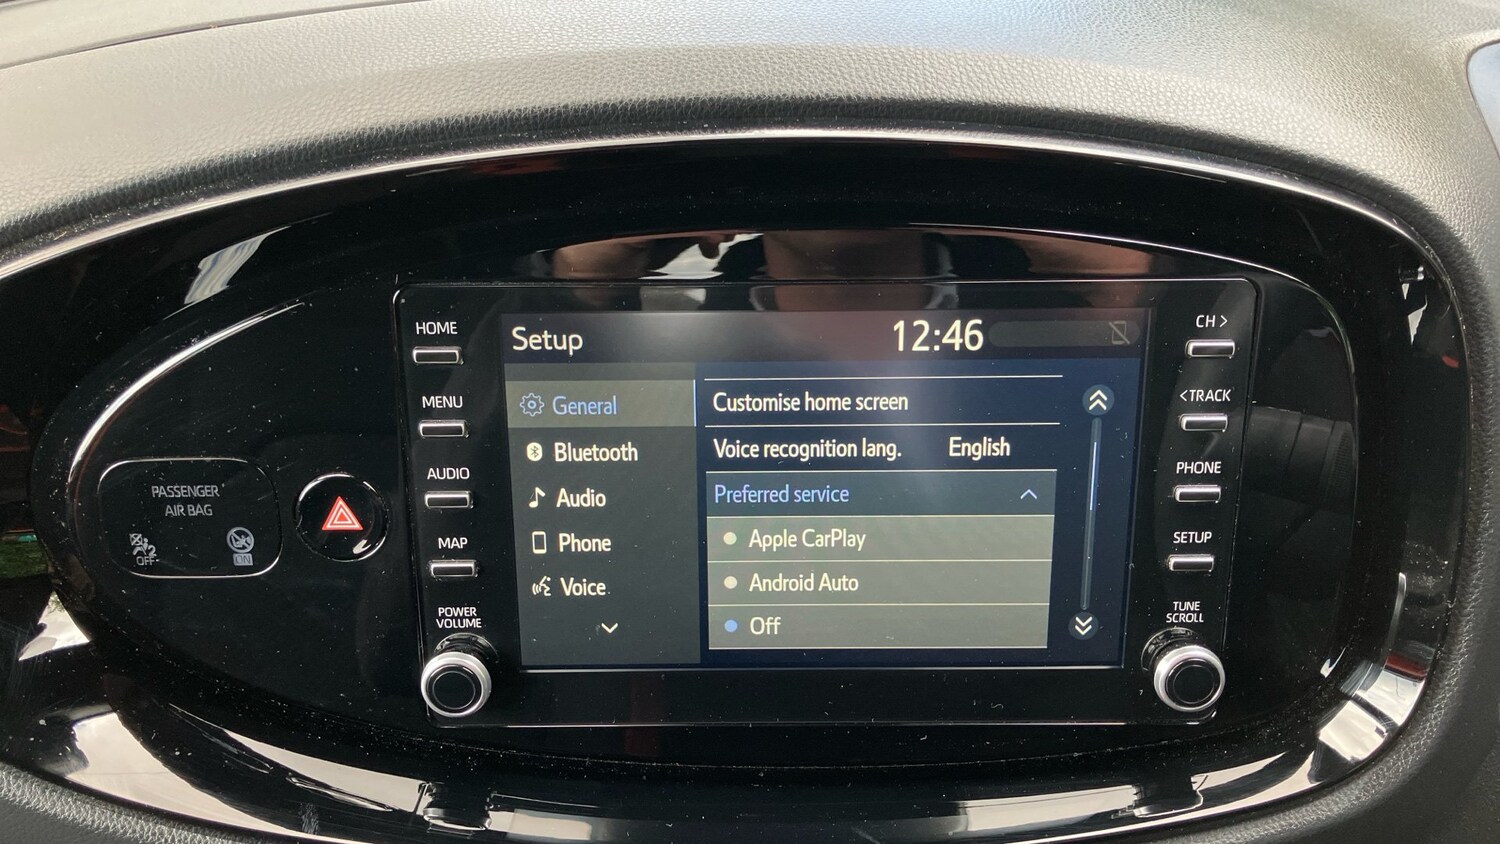 PASSENGER
AIR BAG
OFF
ON
HOME
MENU
AUDIO
MAP
POWER
VOLUME
Setup
12:46
General
Bluetooth
Audio
Phone
Voice
Customise home screen
Voice recognition lang. English
Preferred service
Apple CarPlay
Android Auto
Off
CH >
< TRACK
PHONE
SETUP
TUNE
SCROLL